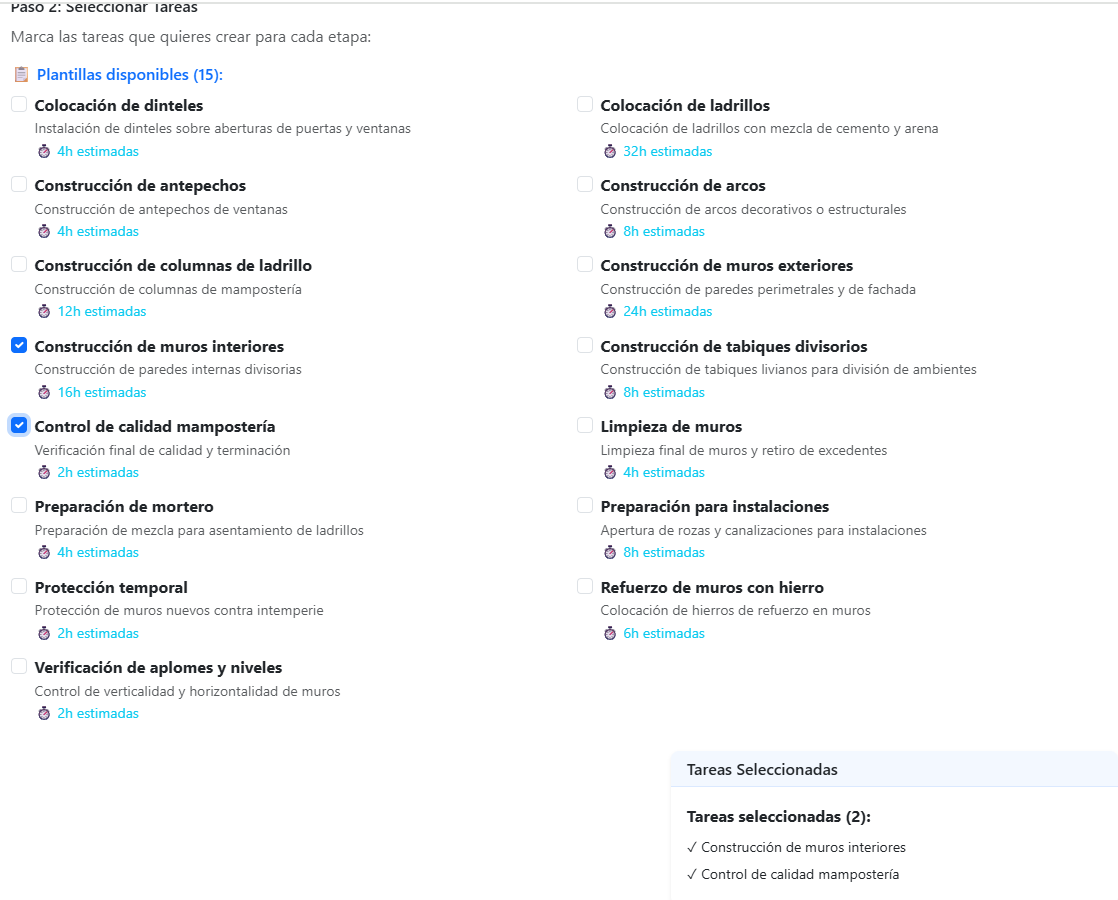 Paso 2: Seleccionar Tareas
Marca las tareas que quieres crear para cada etapa:
Plantillas disponibles (15):
Colocación de dinteles
Instalación de dinteles sobre aberturas de puertas y ventanas
4h estimadas
Colocación de ladrillos
Colocación de ladrillos con mezcla de cemento y arena
32h estimadas
Construcción de antepechos
Construcción de antepechos de ventanas
4h estimadas
Construcción de arcos
Construcción de arcos decorativos o estructurales
8h estimadas
Construcción de columnas de ladrillo
Construcción de columnas de mampostería
12h estimadas
Construcción de muros exteriores
Construcción de paredes perimetrales y de fachada
24h estimadas
Construcción de muros interiores
Construcción de paredes internas divisorias
16h estimadas
Construcción de tabiques divisorios
Construcción de tabiques livianos para división de ambientes
8h estimadas
Control de calidad mampostería
Verificación final de calidad y terminación
2h estimadas
Limpieza de muros
Limpieza final de muros y retiro de excedentes
4h estimadas
Preparación de mortero
Preparación de mezcla para asentamiento de ladrillos
4h estimadas
Preparación para instalaciones
Apertura de rozas y canalizaciones para instalaciones
8h estimadas
Protección temporal
Protección de muros nuevos contra intemperie
2h estimadas
Refuerzo de muros con hierro
Colocación de hierros de refuerzo en muros
6h estimadas
Verificación de aplomes y niveles
Control de verticalidad y horizontalidad de muros
2h estimadas
Tareas Seleccionadas
Tareas seleccionadas (2):
✓ Construcción de muros interiores
✓ Control de calidad mampostería